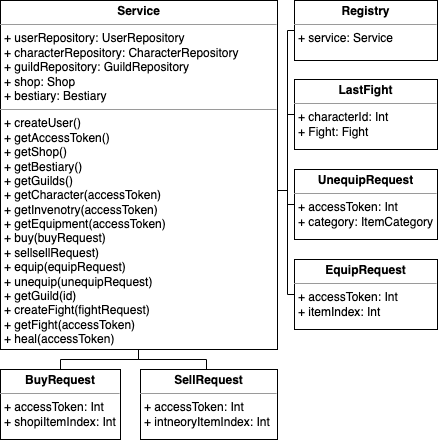 Service
+ userRepository: UserRepository
+ characterRepository: CharacterRepository
+ guildRepository: GuildRepository
+ shop: Shop
+ bestiary: Bestiary
+ createUser()
+ getAccessToken()
+ getShop()
+ getBestiary()
+ getGuilds()
+ getCharacter(accessToken)
+ getInvenotry(accessToken)
+ getEquipment(accessToken)
+ buy(buyRequest)
+ sellsellRequest)
+ equip(equipRequest)
+ unequip(unequipRequest)
+ getGuild(id)
+ createFight(fightRequest)
+ getFight(accessToken)
+ heal(accessToken)
Registry
+ service: Service
LastFight
+ characterId: Int
+ Fight: Fight
UnequipRequest
+ accessToken: Int
+ category: ItemCategory
EquipRequest
+ accessToken: Int
+ itemIndex: Int
BuyRequest
+ accessToken: Int
+ shopiItemIndex: Int
SellRequest
+ accessToken: Int
+ intneoryItemIndex: Int